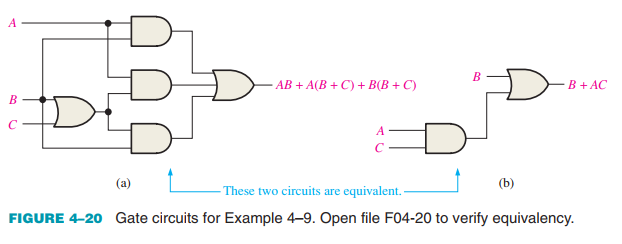 A
B
C
AB + A(B + C) + B(B + C)
B
B + AC
A
C
(a)
(b)
These two circuits are equivalent.
FIGURE 4–20 Gate circuits for Example 4–9. Open file F04-20 to verify equivalency.